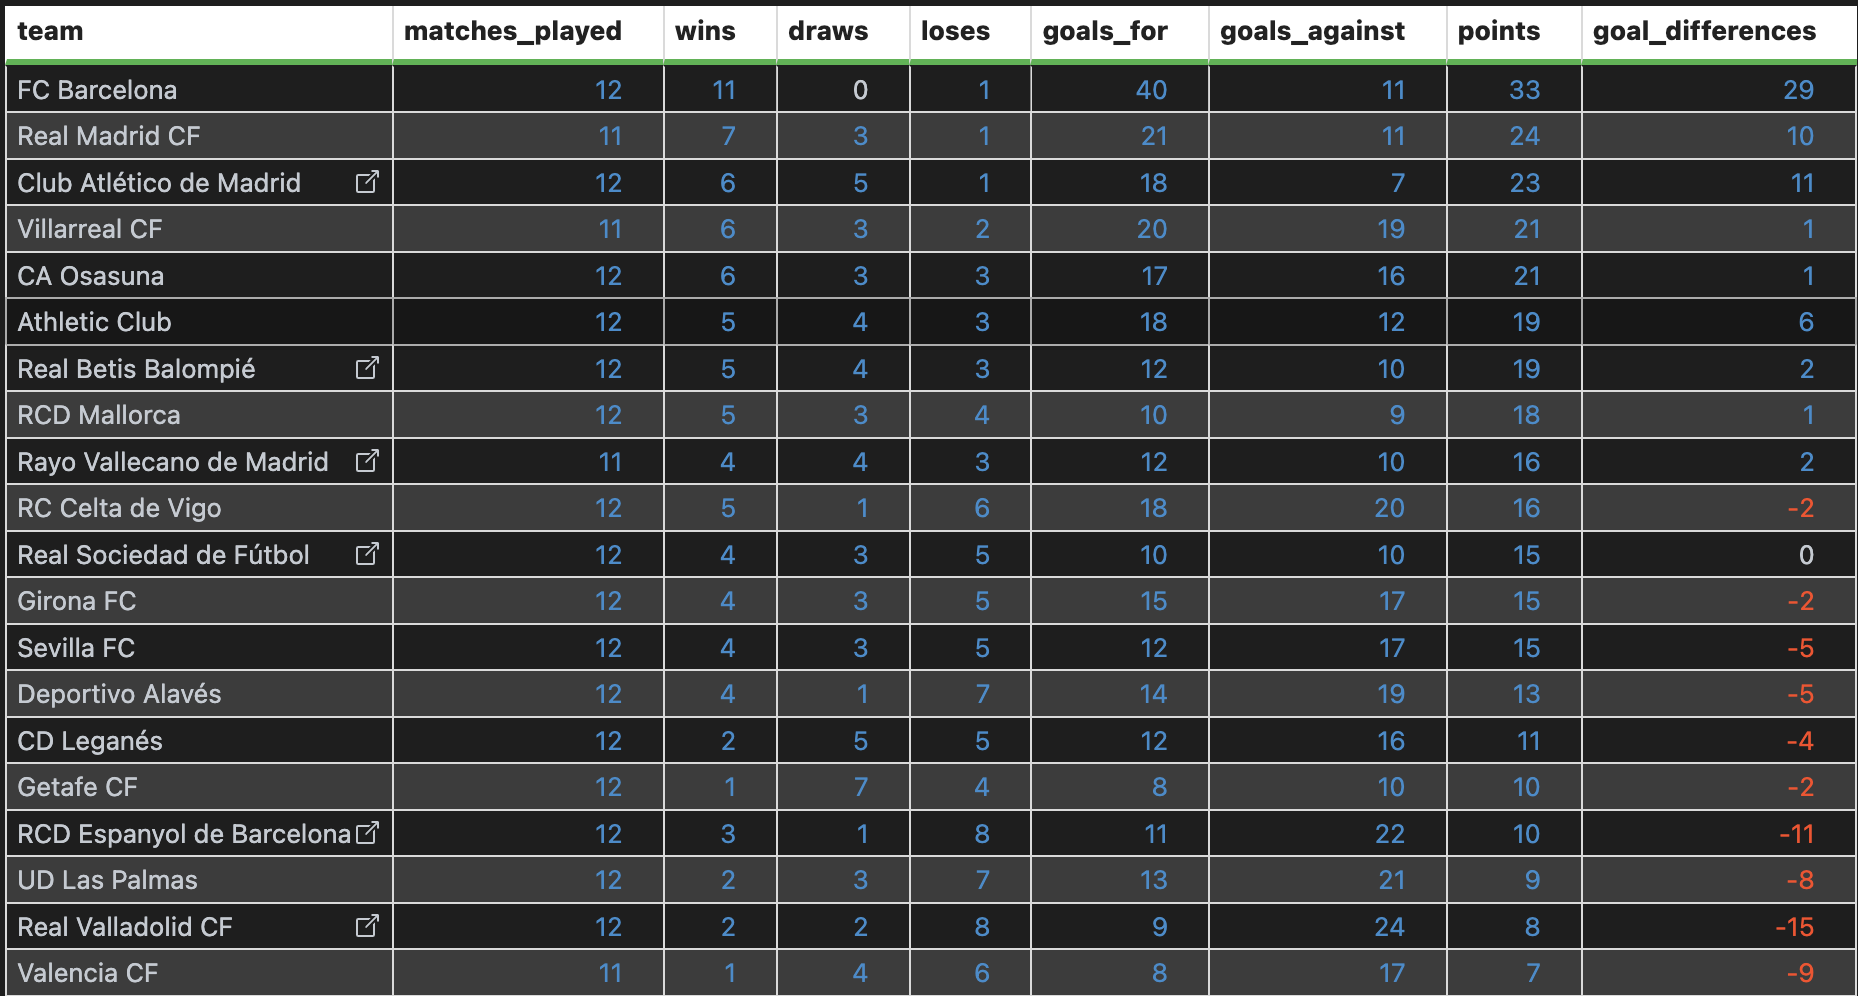 team matches_played wins draws loses goals_for goals_against points goal_differences
FC Barcelona 12 11 0 1 40 11 33 29
Real Madrid CF 11 7 3 1 21 11 24 10
Club Atlético de Madrid 12 6 5 1 18 7 23 11
Villarreal CF 11 6 3 2 20 19 21 1
CA Osasuna 12 6 3 3 17 16 21 1
Athletic Club 12 5 4 3 18 12 19 6
Real Betis Balompié 12 5 4 3 12 10 19 2
RCD Mallorca 12 5 3 4 10 9 18 1
Rayo Vallecano de Madrid 11 4 4 3 12 10 16 2
RC Celta de Vigo 12 5 1 6 18 20 16 -2
Real Sociedad de Fútbol 12 4 3 5 10 10 15 0
Girona FC 12 4 3 5 15 17 15 -2
Sevilla FC 12 4 3 5 12 17 15 -5
Deportivo Alavés 12 4 1 7 14 19 13 -5
CD Leganés 12 2 5 5 12 16 11 -4
Getafe CF 12 1 7 4 8 10 10 -2
RCD Espanyol de Barcelona 12 3 1 8 11 22 10 -11
UD Las Palmas 12 2 3 7 13 21 9 -8
Real Valladolid CF 12 2 2 8 9 24 8 -15
Valencia CF 11 1 4 6 8 17 7 -9